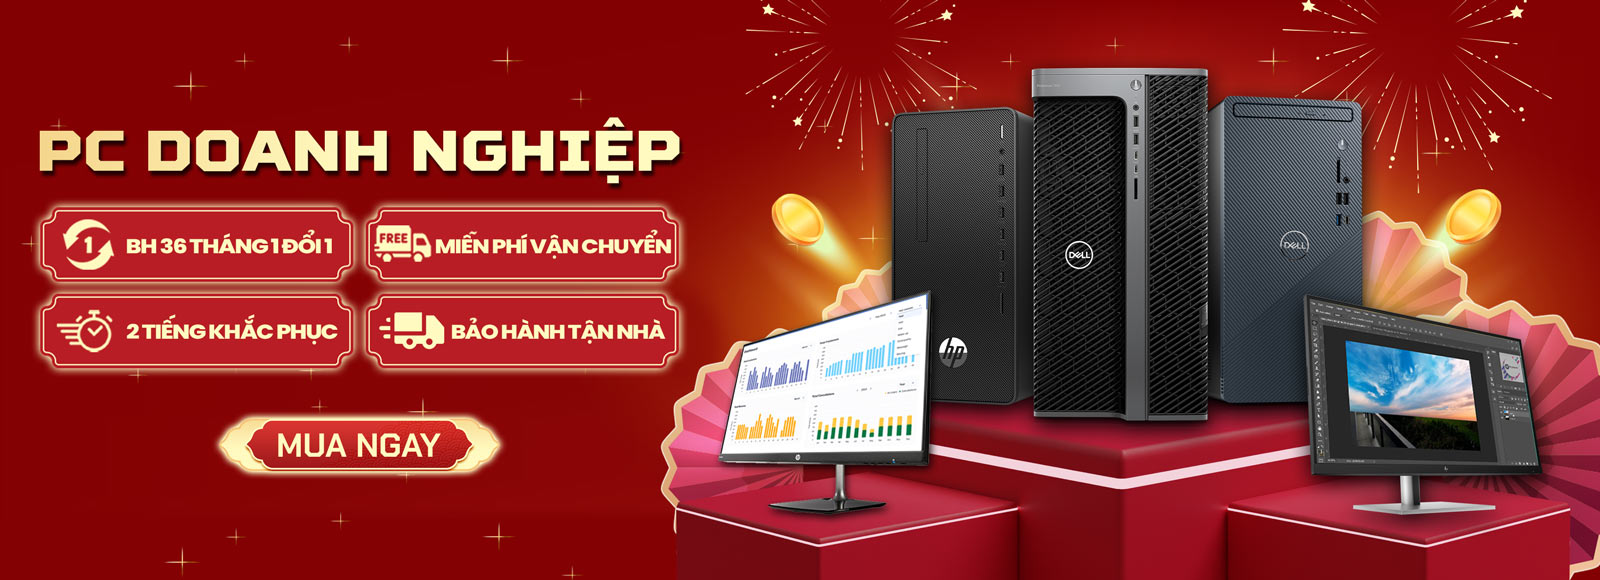 PC DOANH NGHIỆP
1
BH 36 THÁNG 1 ĐỔI 1
FREE
MIỄN PHÍ VẬN CHUYỂN
2 TIẾNG KHẮC PHỤC
BẢO HÀNH TẬN NHÀ
MUA NGAY
hp
DELL
DELL